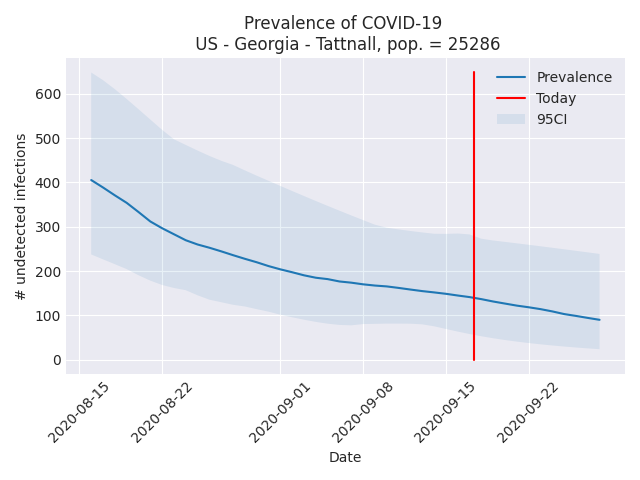 Prevalence of COVID-19
US - Georgia - Tattnall, pop. = 25286
Prevalence
Today
95CI
# undetected infections
600
500
400
300
200
100
0
2020-08-15
2020-08-22
2020-09-01
2020-09-08
2020-09-15
2020-09-22
Date